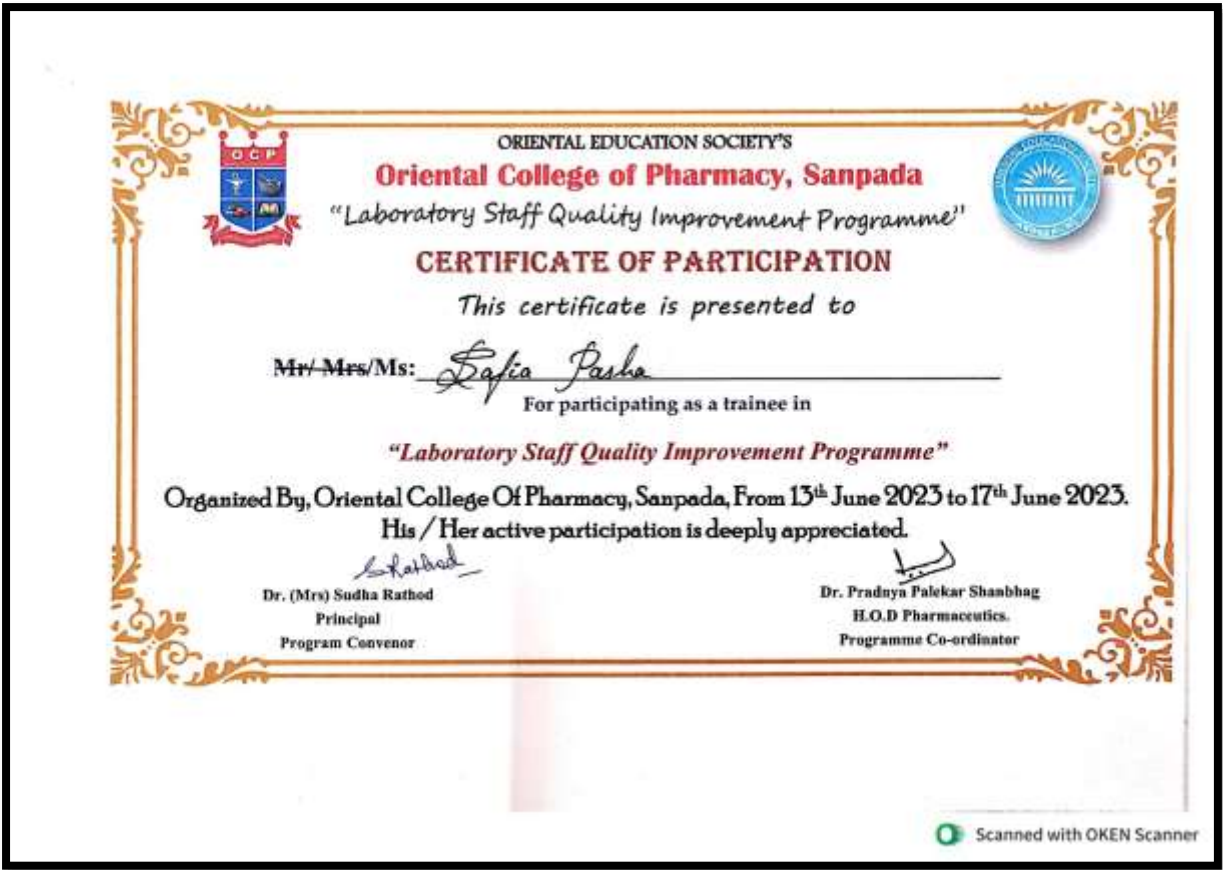 OCP
ORIENTAL EDUCATION SOCIETY'S
Oriental College of Pharmacy, Sanpada
"Laboratory Staff Quality Improvement Programme"
CERTIFICATE OF PARTICIPATION
This certificate is presented to
Mr/ Mrs/Ms: Safia Pasha
For participating as a trainee in
"Laboratory Staff Quality Improvement Programme"
Organized By, Oriental College Of Pharmacy, Sanpada, From 13th June 2023 to 17th June 2023.
His / Her active participation is deeply appreciated.
SRathod
Dr. (Mrs) Sudha Rathod
Principal
Program Convenor
Dr. Pradnya Palekar Shanbhag
H.O.D Pharmaceutics.
Programme Co-ordinator
Scanned with OKEN Scanner